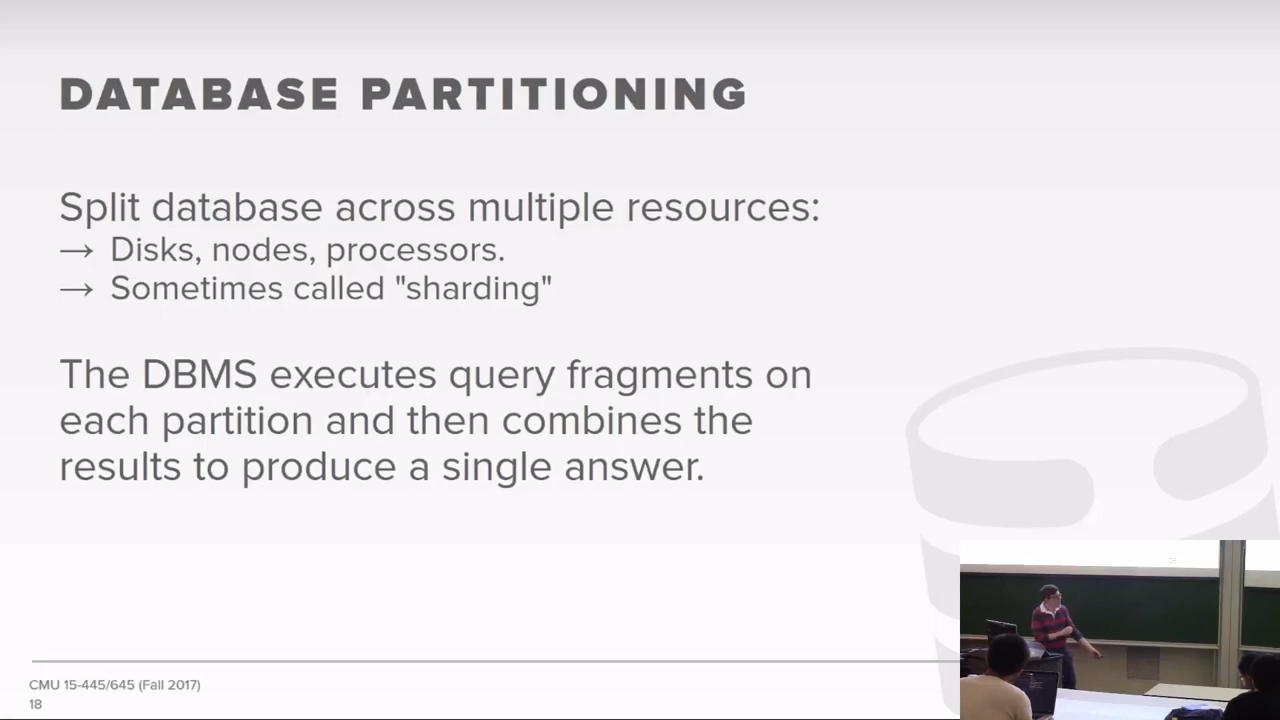 DATABASE PARTITIONING
Split database across multiple resources:
→ Disks, nodes, processors.
→ Sometimes called "sharding"
The DBMS executes query fragments on
each partition and then combines the
results to produce a single answer.
CMU 15-445/645 (Fall 2017)
18